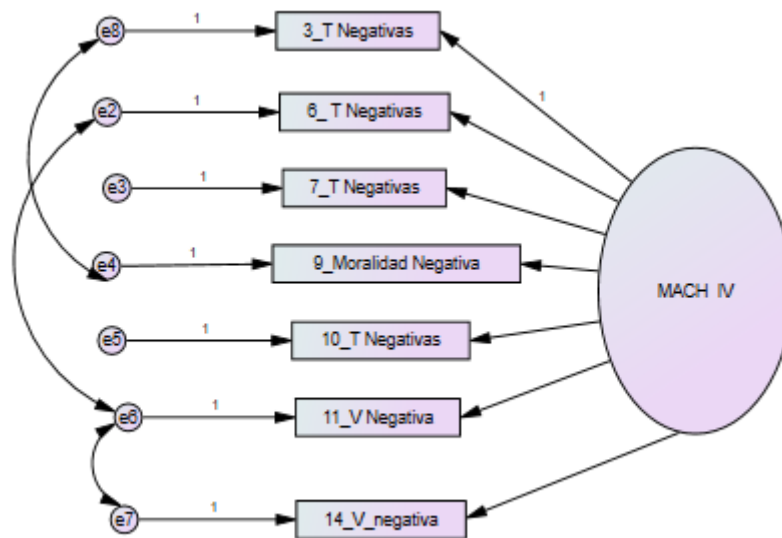 e8 1 3_T Negativas
1
e2 1 6_ T Negativas
e3 1 7_T Negativas
e4 1 9_Moralidad Negativa
MACH IV
e5 1 10_T Negativas
e6 1 11_V Negativa
e7 1 14_V_negativa